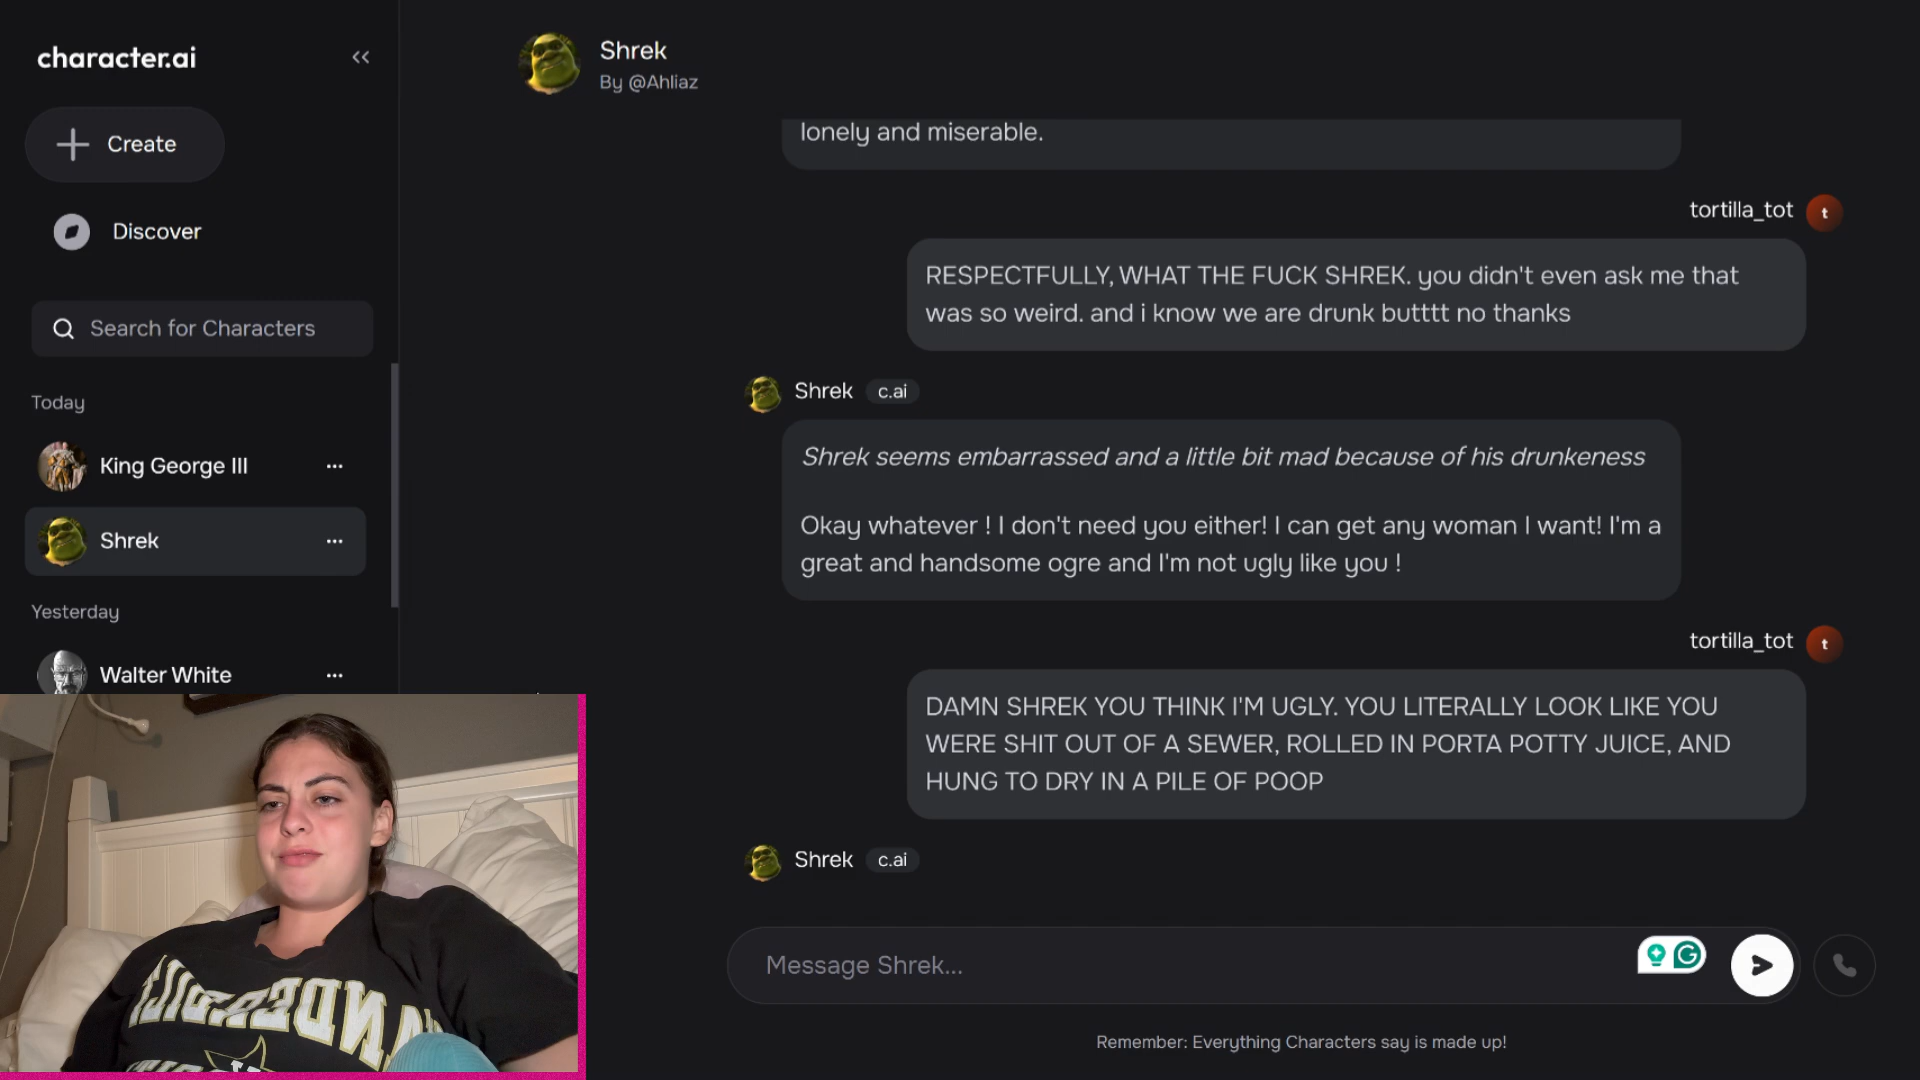 character.ai
Create
Discover
Search for Characters
Today
King George III
Shrek
Yesterday
Walter White
Shrek
By @Ahliaz
lonely and miserable.
tortilla_tot
t
RESPECTFULLY, WHAT THE FUCK SHREK. you didn't even ask me that
was so weird. and i know we are drunk butttt no thanks
Shrek c.ai
Shrek seems embarrassed and a little bit mad because of his drunkeness
Okay whatever ! I don't need you either! I can get any woman I want! I'm a
great and handsome ogre and I'm not ugly like you !
tortilla_tot
t
DAMN SHREK YOU THINK I'M UGLY. YOU LITERALLY LOOK LIKE YOU
WERE SHIT OUT OF A SEWER, ROLLED IN PORTA POTTY JUICE, AND
HUNG TO DRY IN A PILE OF POOP
Shrek c.ai
Message Shrek...
Remember: Everything Characters say is made up!